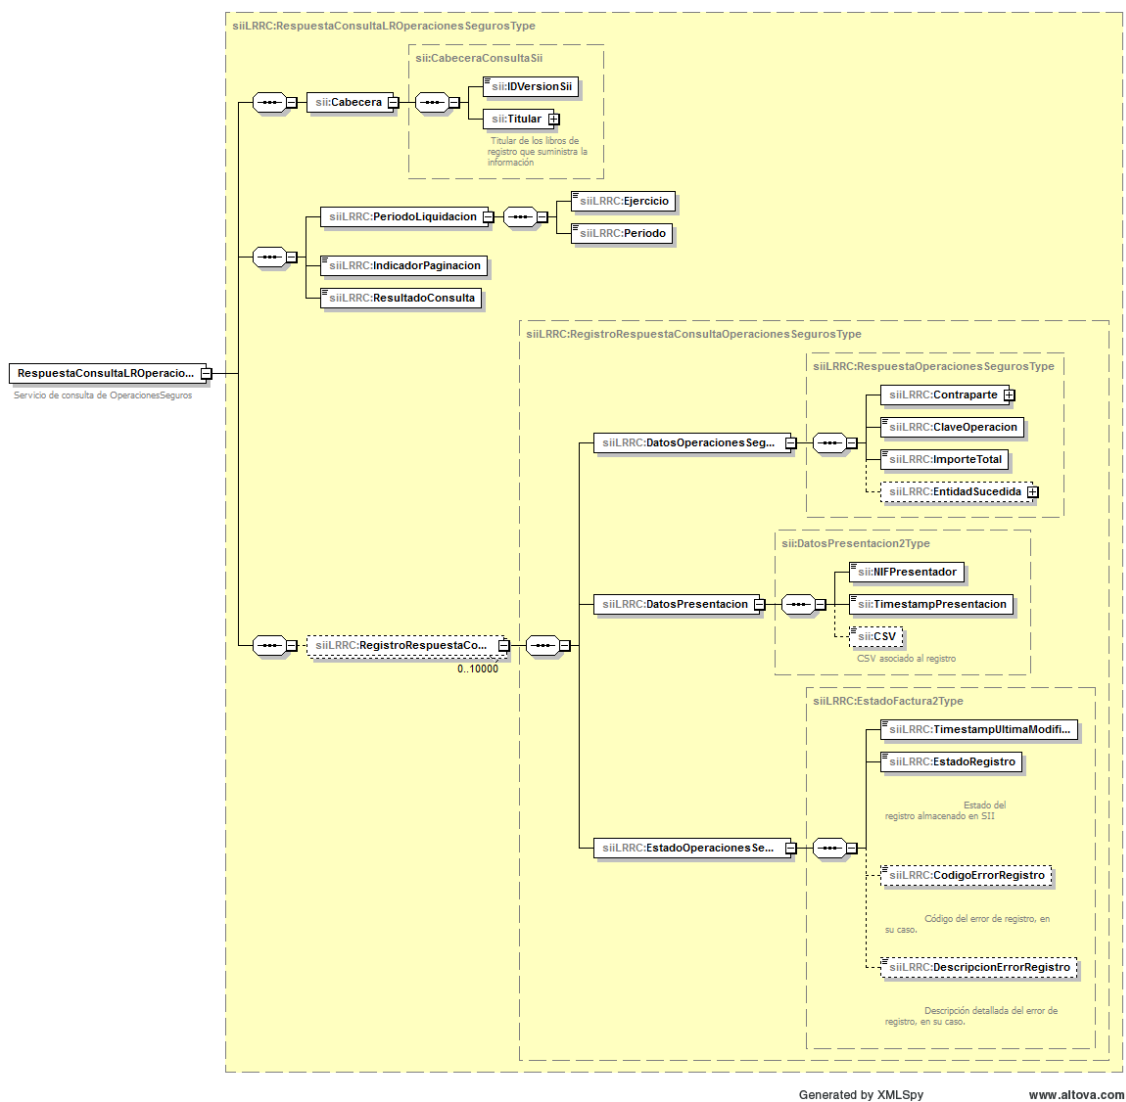 siiLRRC:RespuestaConsultaLROperacionesSegurosType
sii:CabeceraConsultaSii
sii:IDVersionSii
sii:Cabecera
sii:Titular
Titular de los libros de
registro que suministra la
información
siiLRRC:Ejercicio
siiLRRC:PeriodoLiquidacion
siiLRRC:Periodo
siiLRRC:IndicadorPaginacion
siiLRRC:ResultadoConsulta
siiLRRC:RegistroRespuestaConsultaOperacionesSegurosType
siiLRRC:RespuestaOperacionesSegurosType
RespuestaConsultaLROperacio...
Servicio de consulta de OperacionesSeguros
siiLRRC:Contraparte
siiLRRC:ClaveOperacion
siiLRRC:DatosOperacionesSeg...
siiLRRC:ImporteTotal
siiLRRC:EntidadSucedida
sii:DatosPresentacion2Type
sii:NIFPresentador
siiLRRC:DatosPresentacion
sii:TimestampPresentacion
sii:CSV
CSV asociado al registro
siiLRRC:RegistroRespuestaCo...
0..10000
siiLRRC:EstadoFactura2Type
siiLRRC:TimestampUltimaModifi...
siiLRRC:EstadoRegistro
Estado del
registro almacenado en SII
siiLRRC:EstadoOperacionesSe...
siiLRRC:CodigoErrorRegistro
Código del error de registro, en
su caso.
siiLRRC:DescripcionErrorRegistro
Descripción detallada del error de
registro, en su caso.
Generated by XMLSpy
www.altova.com